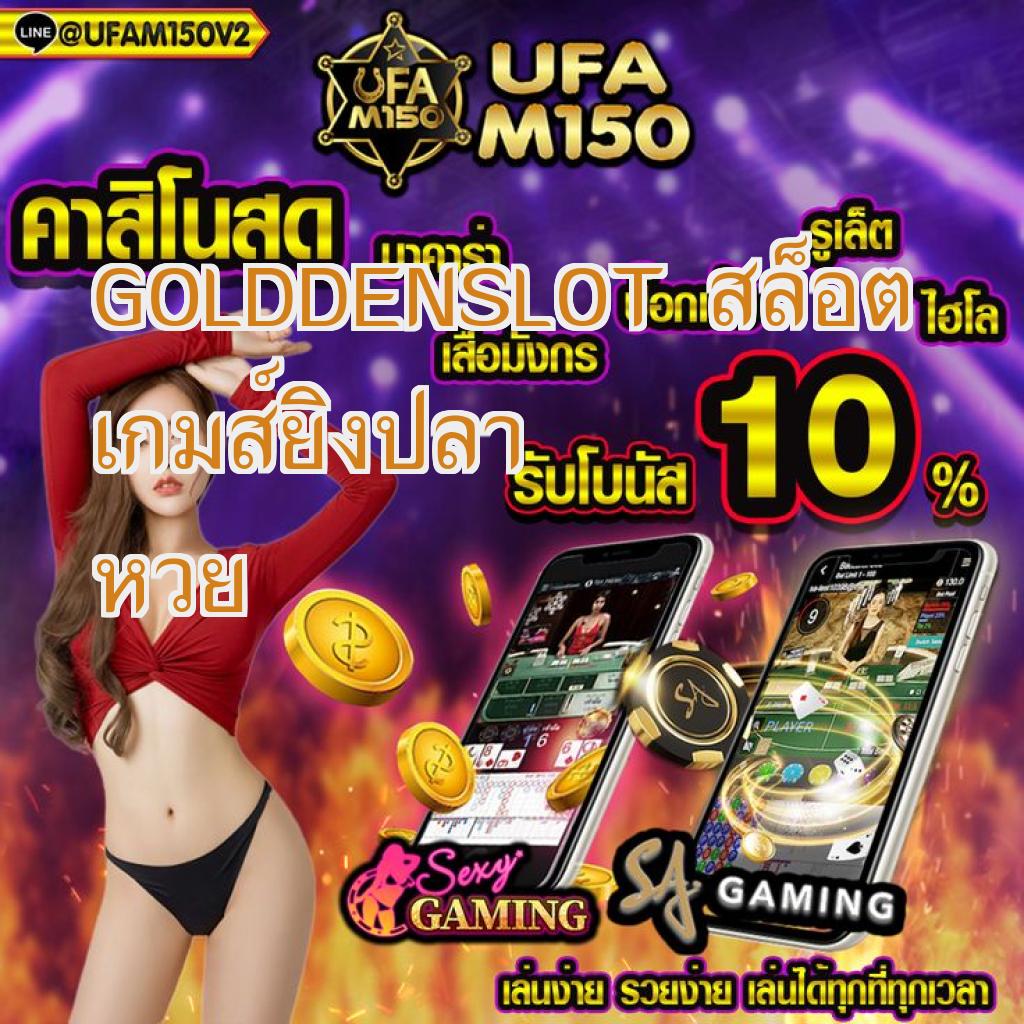 LINE @UFAM150V2
UFA
M150
UFA
M150
คาสิโนสด
บาคาร่า
รูเล็ต
GOLDDENSLOT สล็อต
ไฮโล
เสือมังกร
เกมส์ยิงปลา
10
รับโบนัส
%
หวย
9
130.0
PLAYER
Sexy
GAMING
SA GAMING
เล่นง่าย รวยง่าย เล่นได้ทุกที่ทุกเวลา